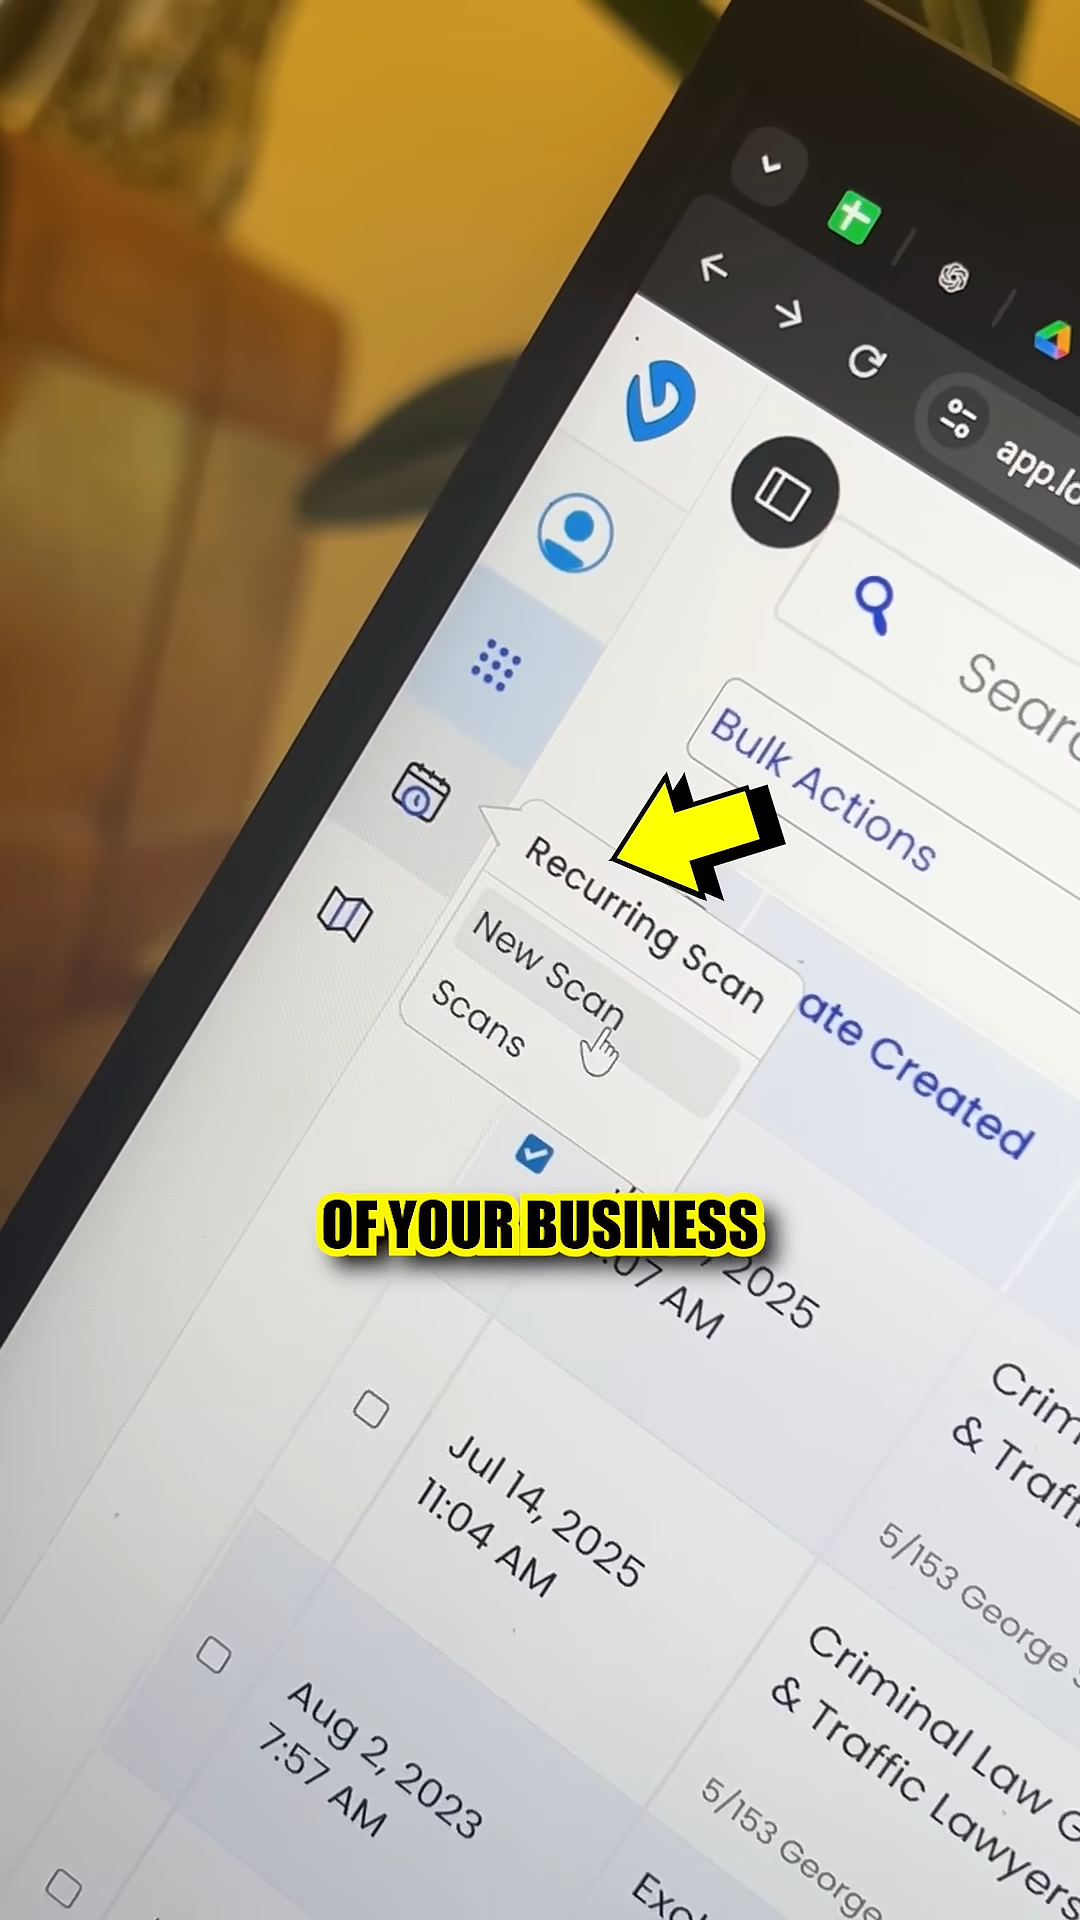 app.lo
Sear
Bulk Actions
Recurring Scan
New Scan
Scans
ate Created
OF YOUR BUSINESS
2025
:07 AM
Crim
& Traff
5/153 George
Jul 14, 2025
11:04 AM
Criminal Law G
& Traffic Lawyers
5/153 George
Aug 2, 2023
7:57 AM